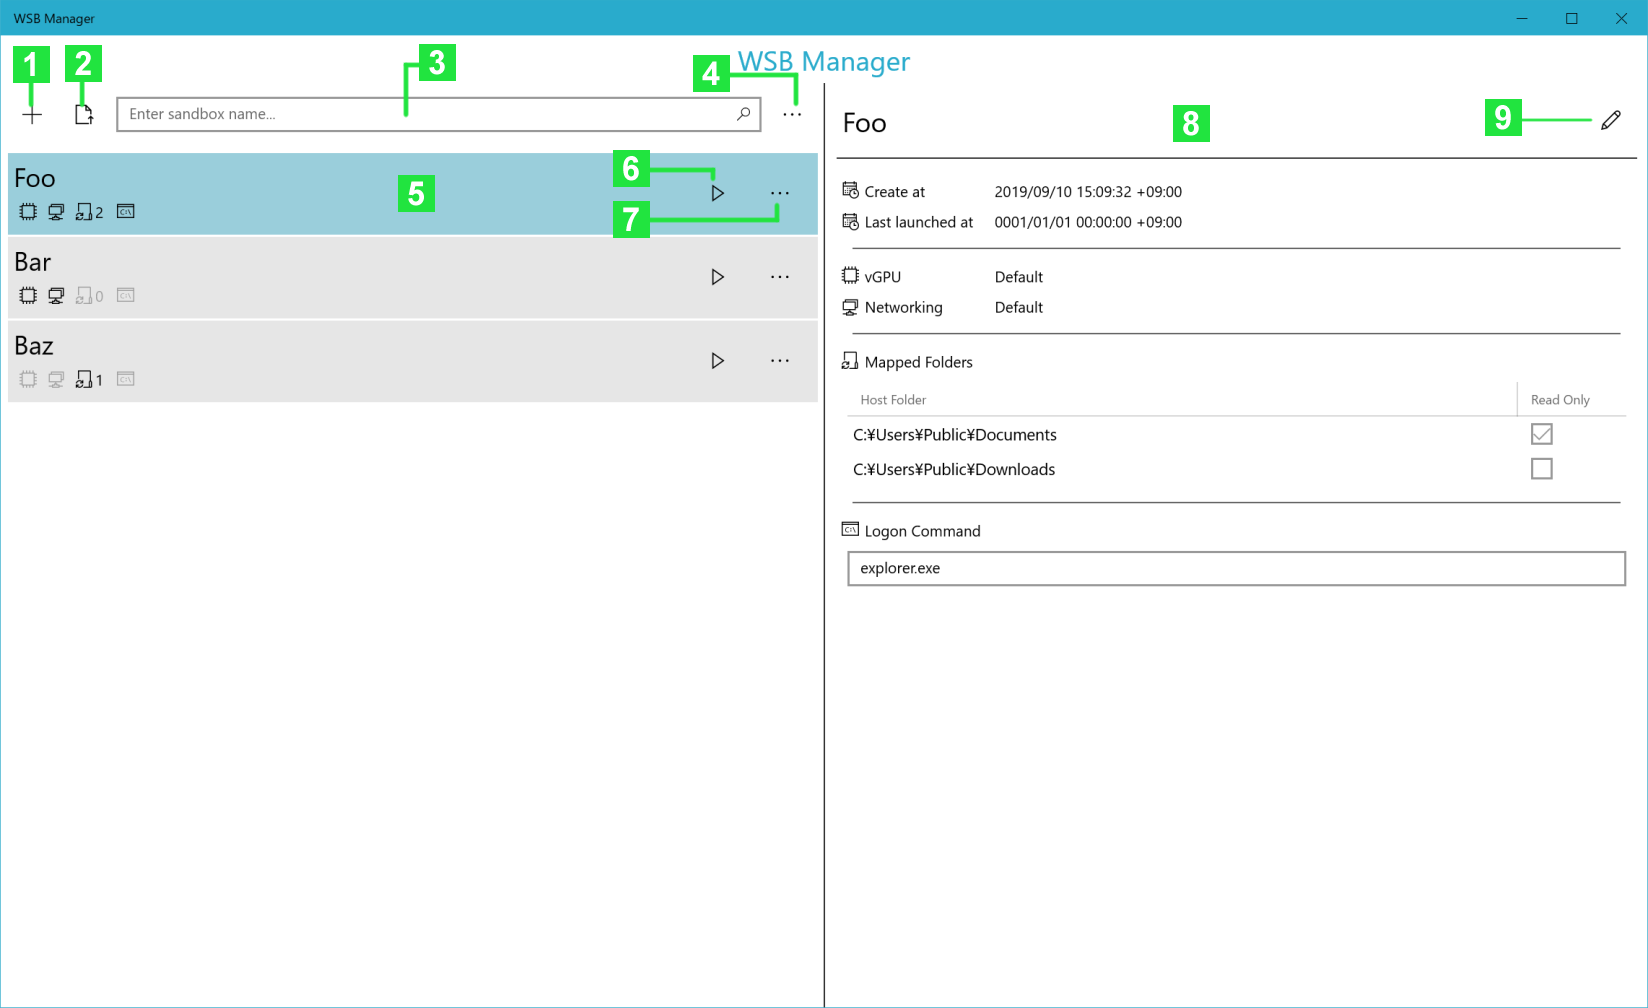 WSB Manager
WSB Manager
1
2
3
4
Enter sandbox name...
Foo
2
C:\
5
6
7
Bar
0
C:\
Baz
1
C:\
Foo
8
9
Create at 2019/09/10 15:09:32 +09:00
Last launched at 0001/01/01 00:00:00 +09:00
vGPU Default
Networking Default
Mapped Folders
Host Folder Read Only
C:¥Users¥Public¥Documents
C:¥Users¥Public¥Downloads
C:\ Logon Command
explorer.exe